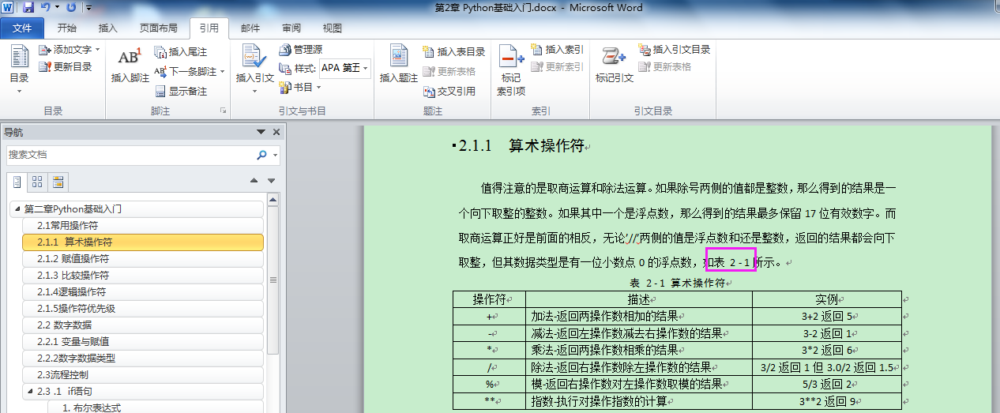 第2章 Python基础入门.docx - Microsoft Word
文件 开始 插入 页面布局 引用 邮件 审阅 视图
目录
添加文字
更新目录
目录
AB¹
插入脚注
插入尾注
下一条脚注
显示备注
脚注
插入引文
管理源
样式: APA 第五
书目
引文与书目
插入题注
插入表目录
更新表格
交叉引用
题注
标记
索引项
插入索引
更新索引
索引
标记引文
插入引文目录
更新表格
引文目录
导航
搜索文档
第二章Python基础入门
2.1常用操作符
2.1.1 算术操作符
2.1.2 赋值操作符
2.1.3 比较操作符
2.1.4逻辑操作符
2.1.5操作符优先级
2.2 数字数据
2.2.1 变量与赋值
2.2.2数字数据类型
2.3流程控制
2.3 .1 if语句
1. 布尔表达式
2.1.1 算术操作符
值得注意的是取商运算和除法运算。如果除号两侧的值都是整数，那么得到的结果是一
个向下取整的整数。如果其中一个是浮点数，那么得到的结果最多保留 17 位有效数字。而
取商运算正好是前面的相反，无论’//’两侧的值是浮点数和还是整数，返回的结果都会向下
取整，但其数据类型是有一位小数点 0 的浮点数，如表 2 - 1 所示。
表 2 - 1 算术操作符
操作符 描述 实例
+ 加法-返回两操作数相加的结果 3+2 返回 5
- 减法-返回左操作数减去右操作数的结果 3-2 返回 1
* 乘法-返回两操作数相乘的结果 3*2 返回 6
/ 除法-返回右操作数除左操作数的结果 3/2 返回 1 但 3.0/2 返回 1.5
% 模-返回右操作数对左操作数取模的结果 5/3 返回 2
** 指数-执行对操作指数的计算 3**2 返回 9